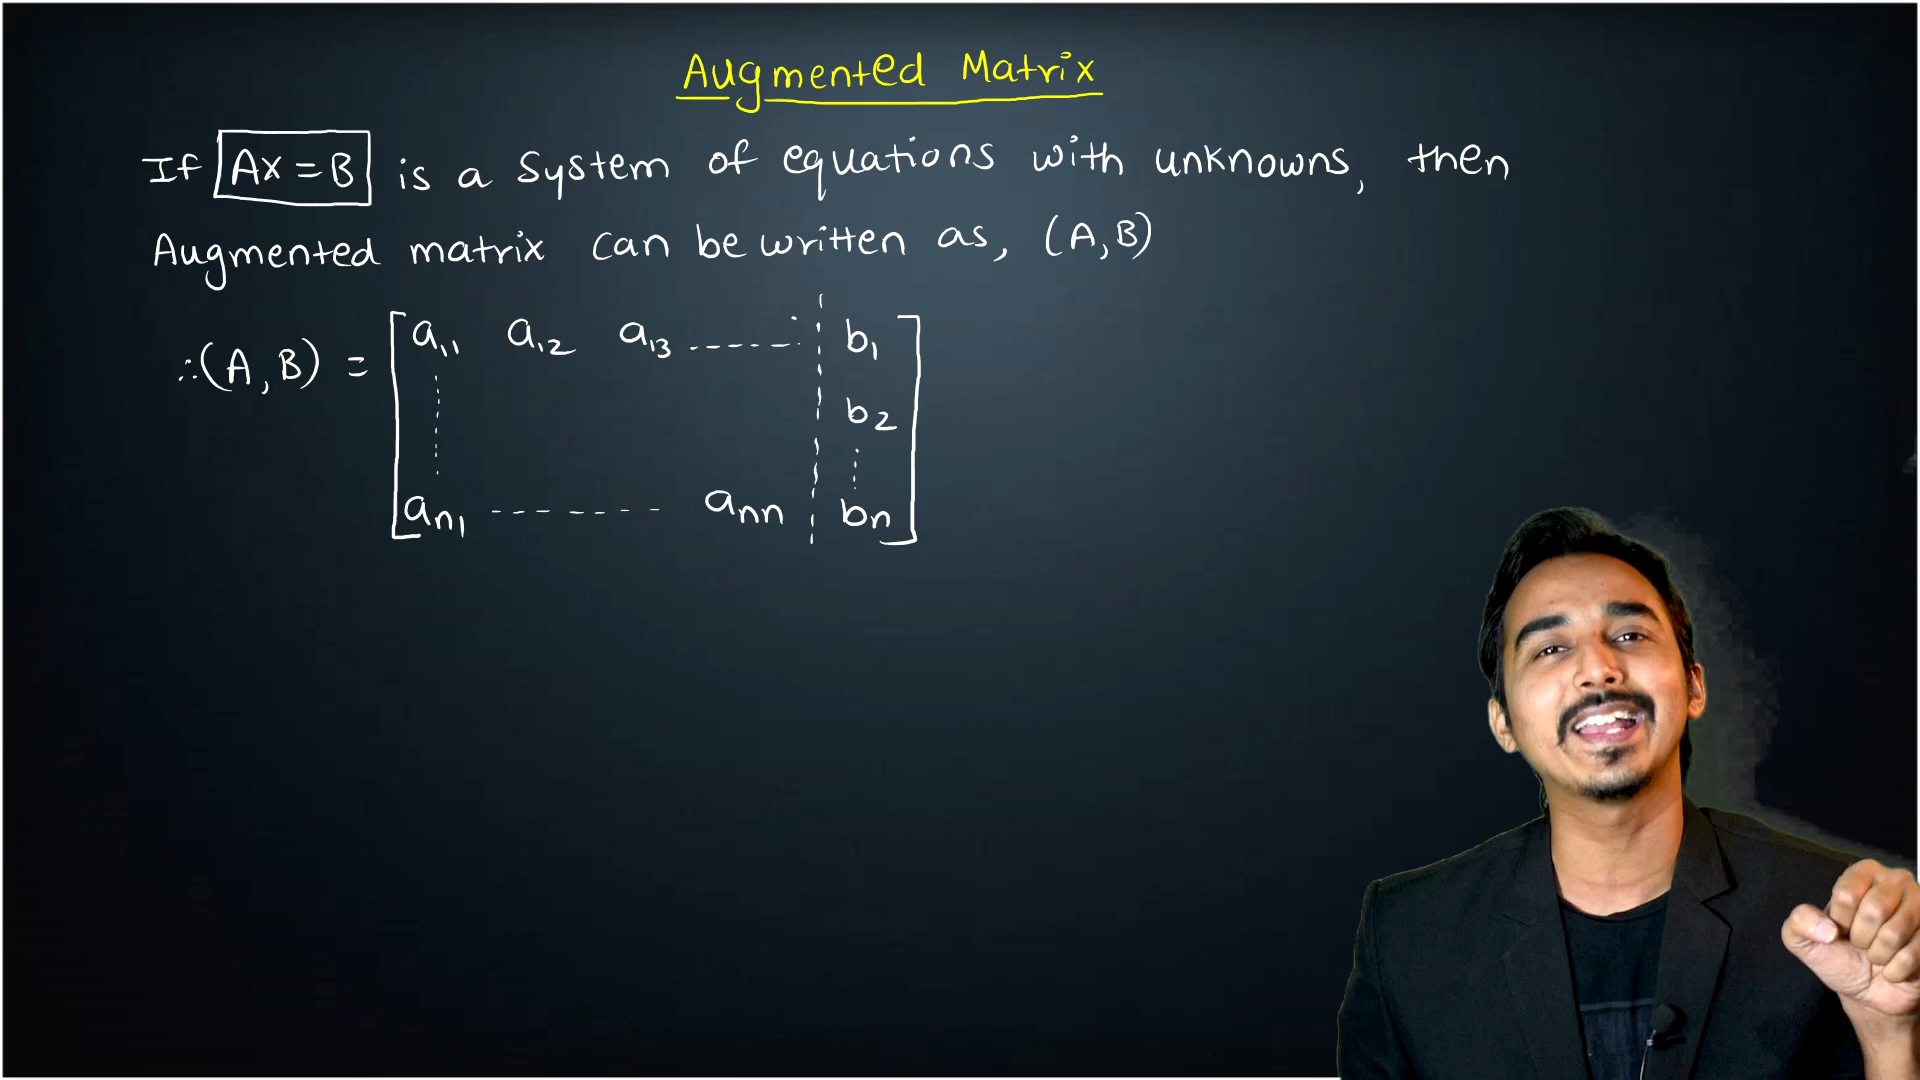 Augmented Matrix
If AX = B is a system of equations with unknowns, then
Augmented matrix can be written as, (A, B)
∴(A, B) = [ a₁₁ a₁₂ a₁₃ ------ ¦ b₁ ]
¦ b₂
aₙ₁ ------- aₙₙ ¦ bₙ